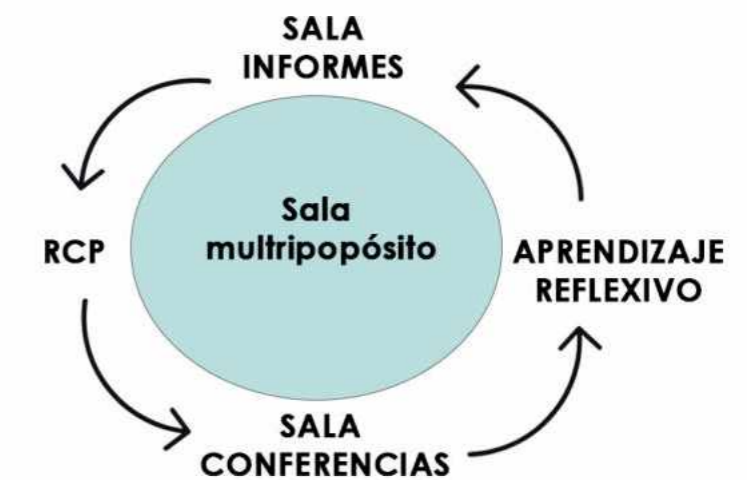 SALA
INFORMES
Sala
multripopósito
RCP
APRENDIZAJE
REFLEXIVO
SALA
CONFERENCIAS